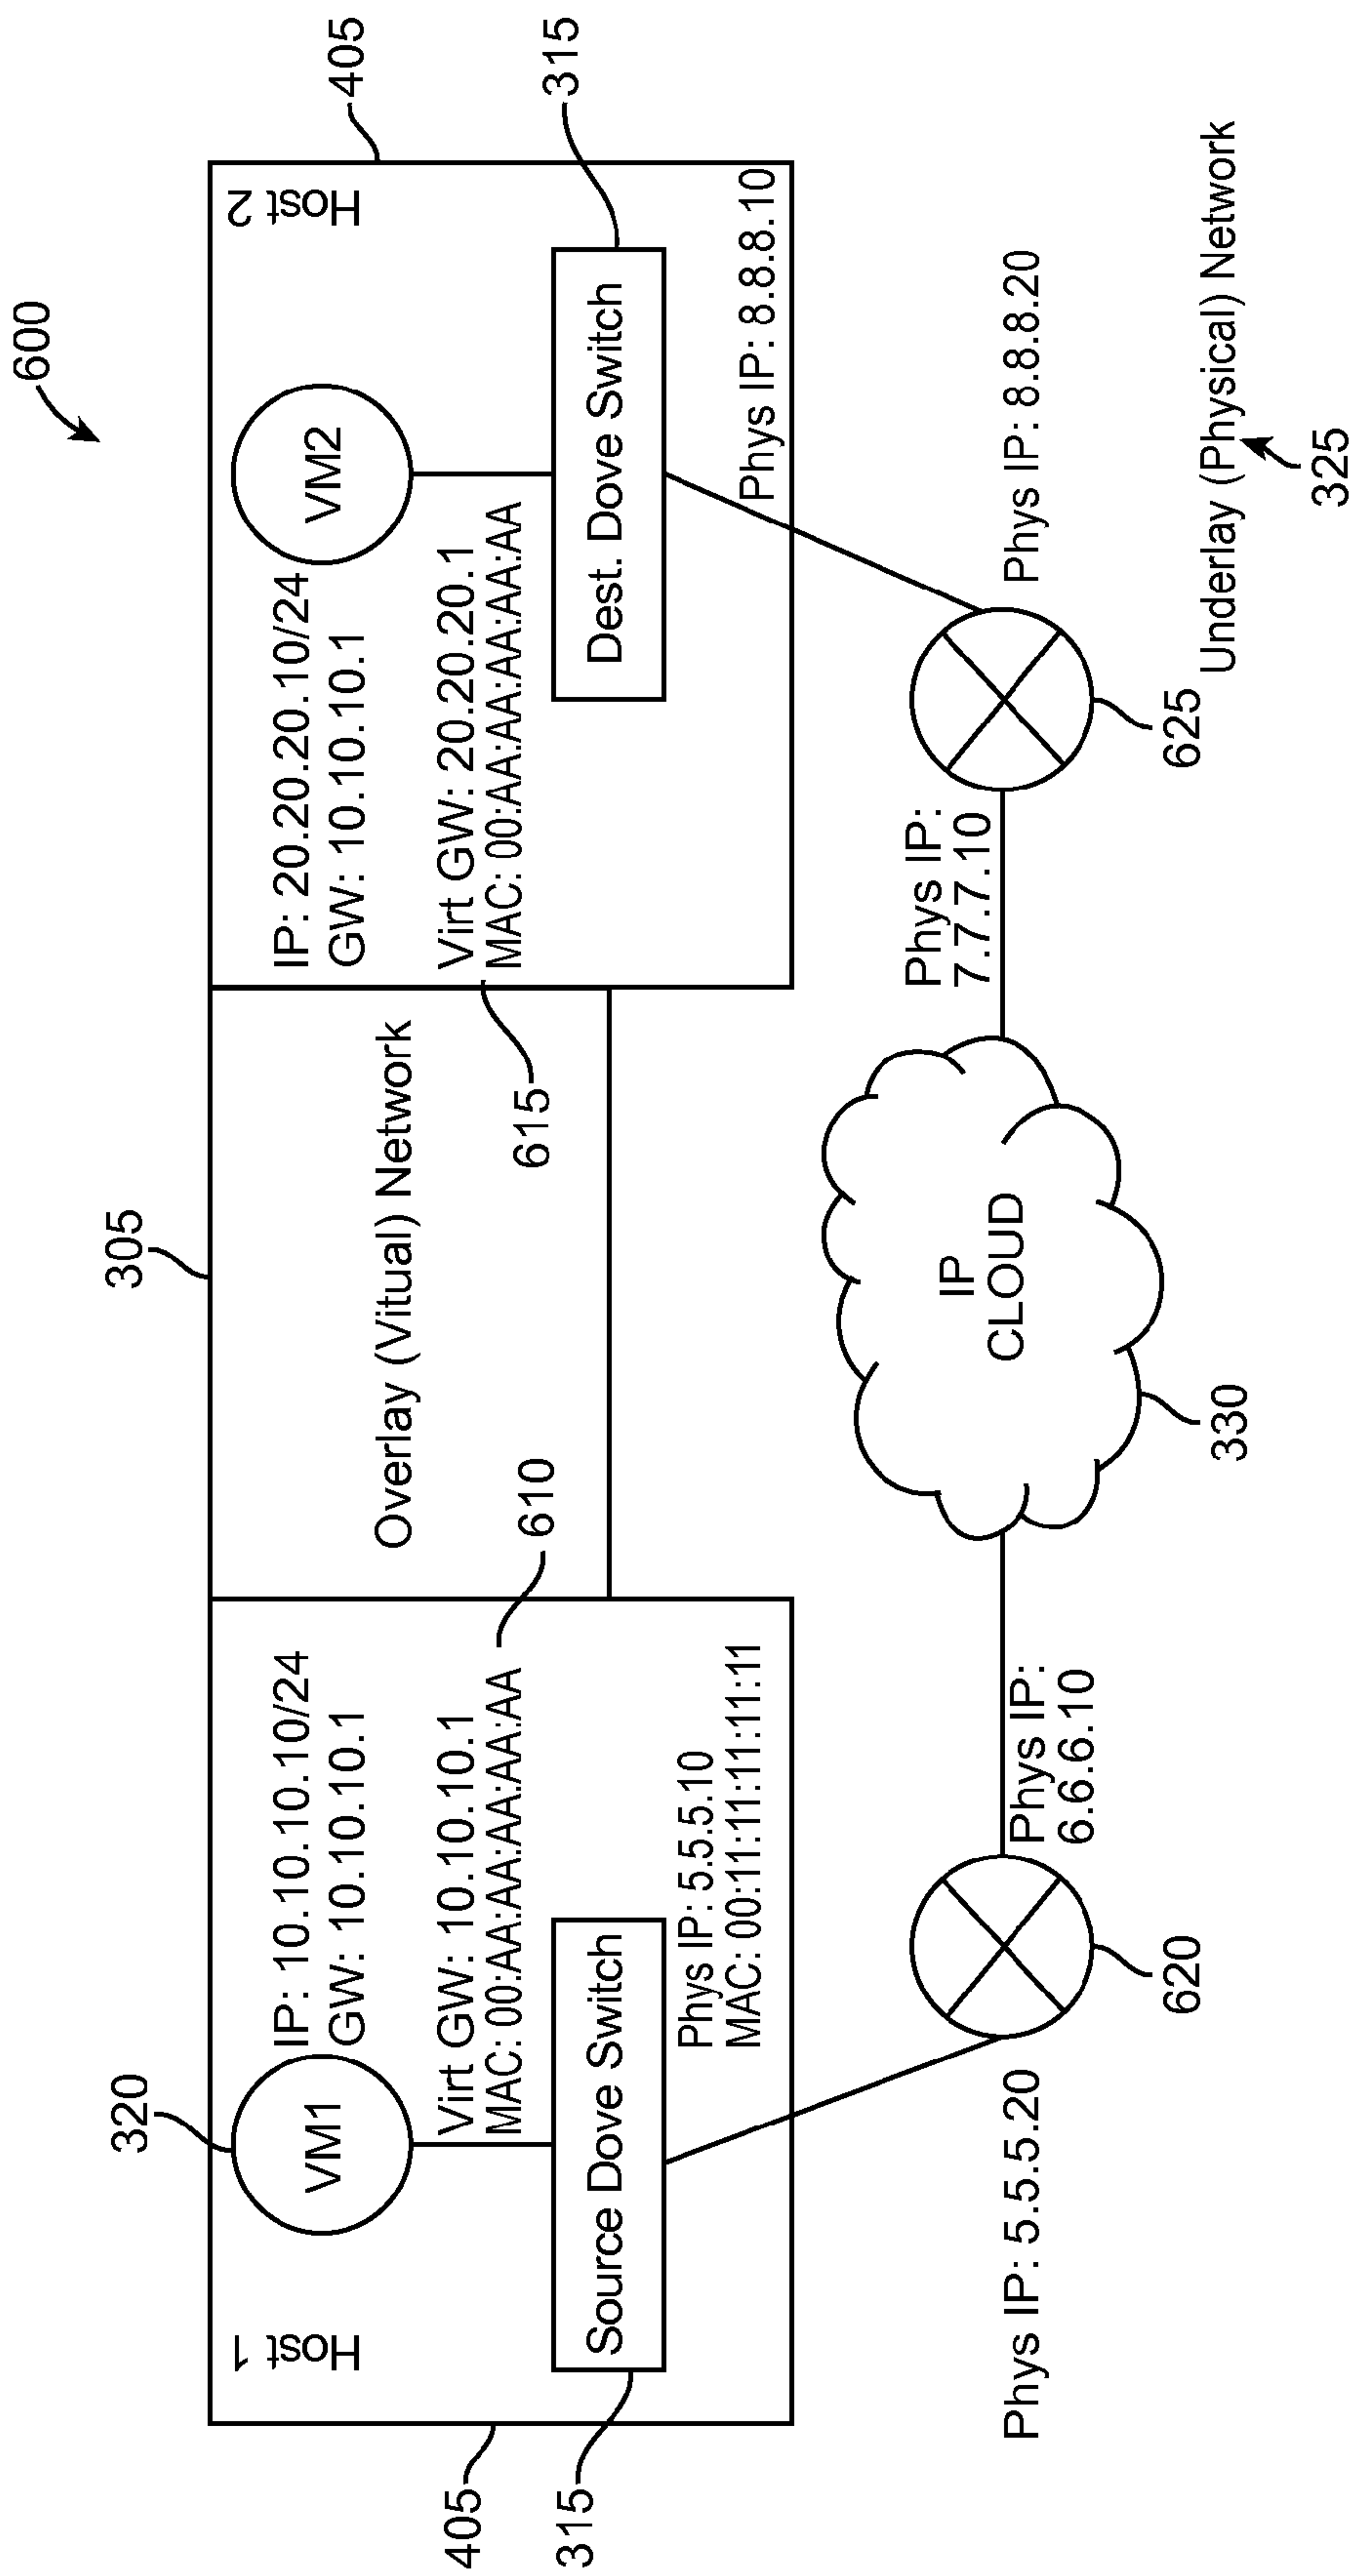 600
305
405
Host 1
320
VM1
IP: 10.10.10.10/24
GW: 10.10.10.1
Virt GW: 10.10.10.1
MAC: 00:AA:AA:AA:AA:AA
610
315
Source Dove Switch
Phys IP: 5.5.5.10
MAC: 00:11:11:11:11:11
Overlay (Vitual) Network
Host 2
405
VM2
IP: 20.20.20.10/24
GW: 10.10.10.1
Virt GW: 20.20.20.1
MAC: 00:AA:AA:AA:AA:AA
615
Dest. Dove Switch
315
Phys IP: 8.8.8.10
Phys IP: 5.5.5.20
620
Phys IP:
6.6.6.10
IP
CLOUD
330
Phys IP:
7.7.7.10
625
Phys IP: 8.8.8.20
Underlay (Physical) Network
325